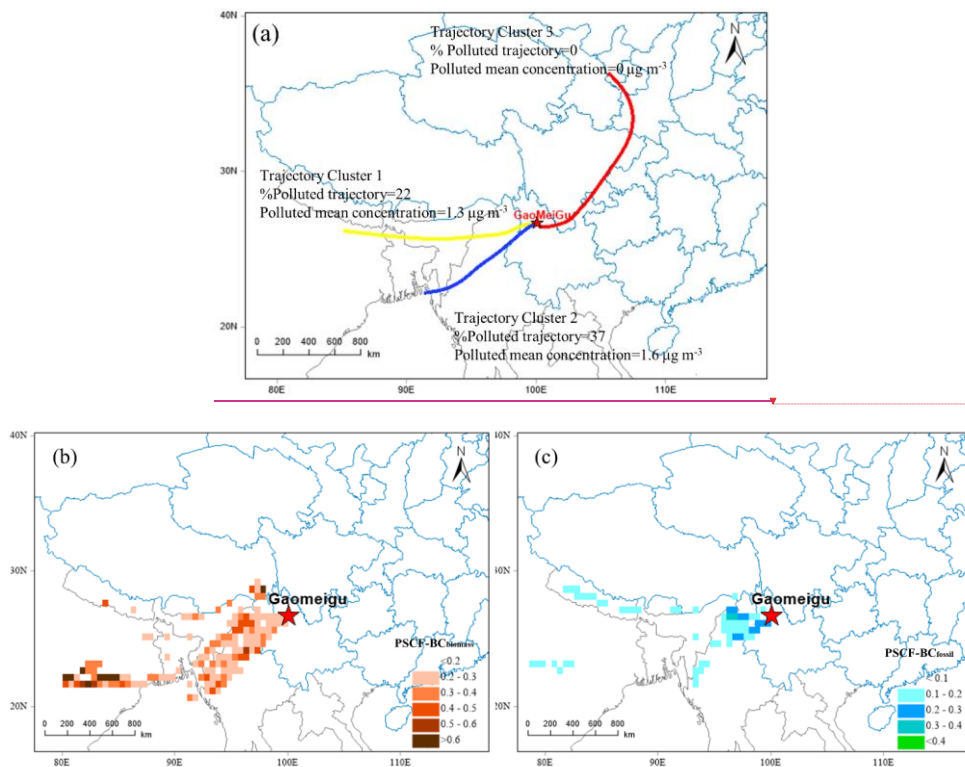 (a)
40N
30N
20N
80E
90E
100E
110E
N
Trajectory Cluster 3
% Polluted trajectory=0
Polluted mean concentration=0 μg m-3
Trajectory Cluster 1
%Polluted trajectory=22
Polluted mean concentration=1.3 μg m-3
GaoMeiGu
Trajectory Cluster 2
%Polluted trajectory=37
Polluted mean concentration=1.6 μg m-3
0 200 400 600 800
km
(b)
40N
30N
20N
80E
90E
100E
110E
N
Gaomeigu
PSCF-BCbiomass
<0.2
0.2 - 0.3
0.3 - 0.4
0.4 - 0.5
0.5 - 0.6
>0.6
0 200 400 600 800
km
(c)
40N
30N
20N
80E
90E
100E
110E
N
Gaomeigu
PSCF-BCfossil
< 0.1
0.1 - 0.2
0.2 - 0.3
0.3 - 0.4
<0.4
0 200 400 600 800
km